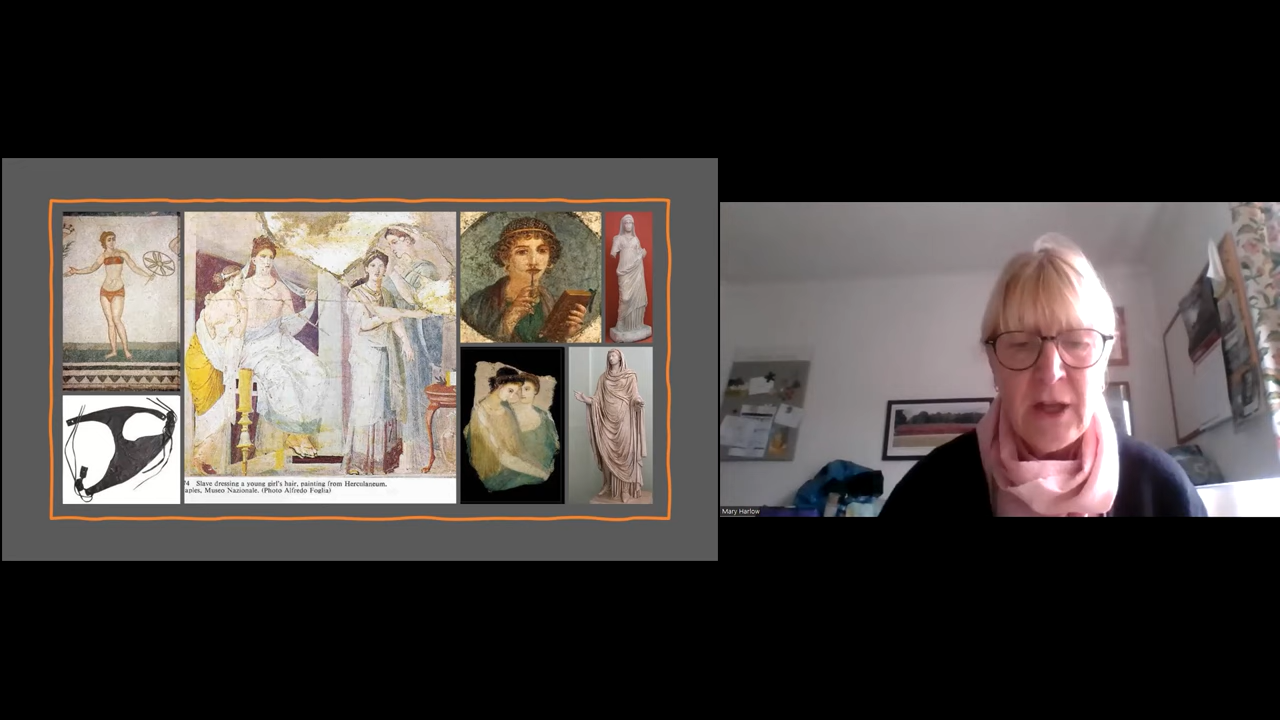 74 Slave dressing a young girl's hair, painting from Herculaneum.
aples, Museo Nazionale. (Photo Alfredo Foglia)
Mary Harlow